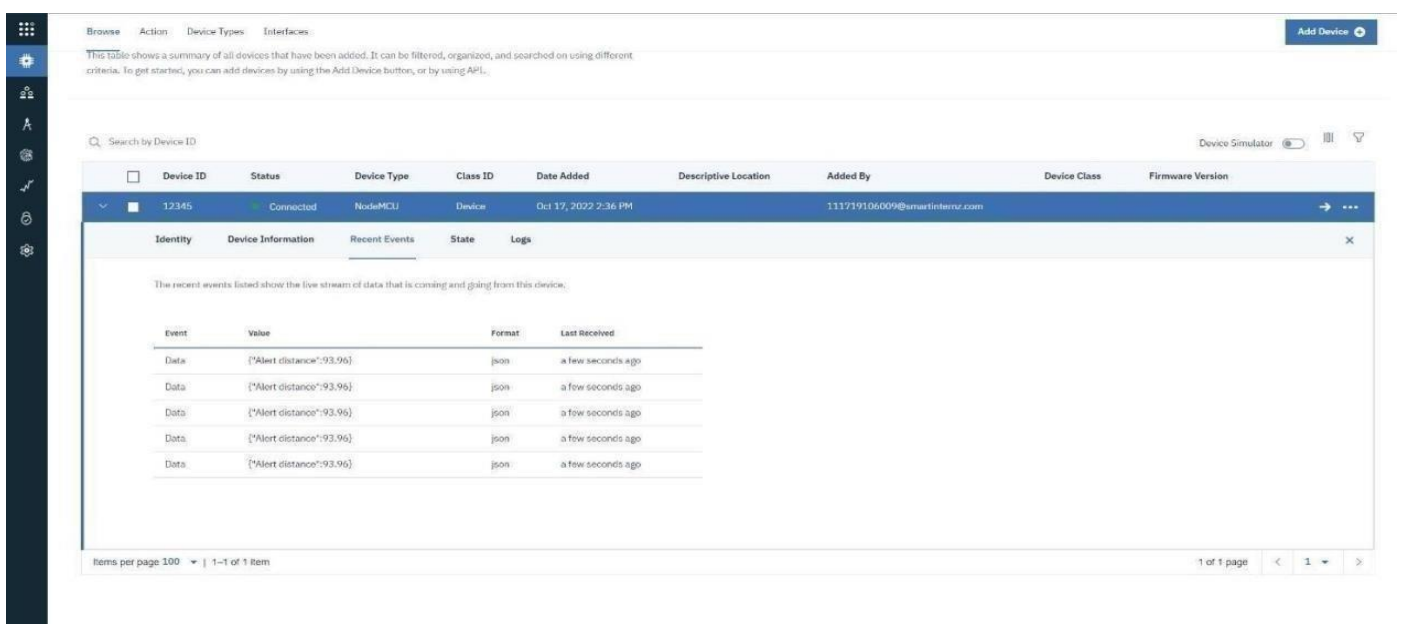 Browse Action Device Types Interfaces Add Device
This table shows a summary of all devices that have been added. It can be filtered, organized, and searched on using different
criteria. To get started, you can add devices by using the Add Device button, or by using API.
Search by Device ID Device Simulator
Device ID Status Device Type Class ID Date Added Descriptive Location Added By Device Class Firmware Version
12345 Connected NodeMCU Device Oct 17, 2022 2:36 PM 111719106009@smartinternz.com
Identity Device Information Recent Events State Logs
The recent events listed show the live stream of data that is coming and going from this device.
Event Value Format Last Received
Data {"Alert distance":93.96} json a few seconds ago
Data {"Alert distance":93.96} json a few seconds ago
Data {"Alert distance":93.96} json a few seconds ago
Data {"Alert distance":93.96} json a few seconds ago
Data {"Alert distance":93.96} json a few seconds ago
Items per page 100 | 1–1 of 1 item 1 of 1 page < 1 >